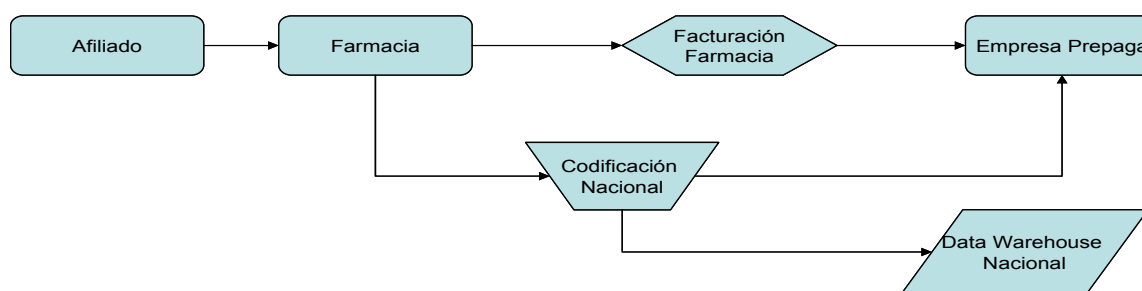 Afiliado
Farmacia
Facturación
Farmacia
Empresa Prepaga
Codificación
Nacional
Data Warehouse
Nacional